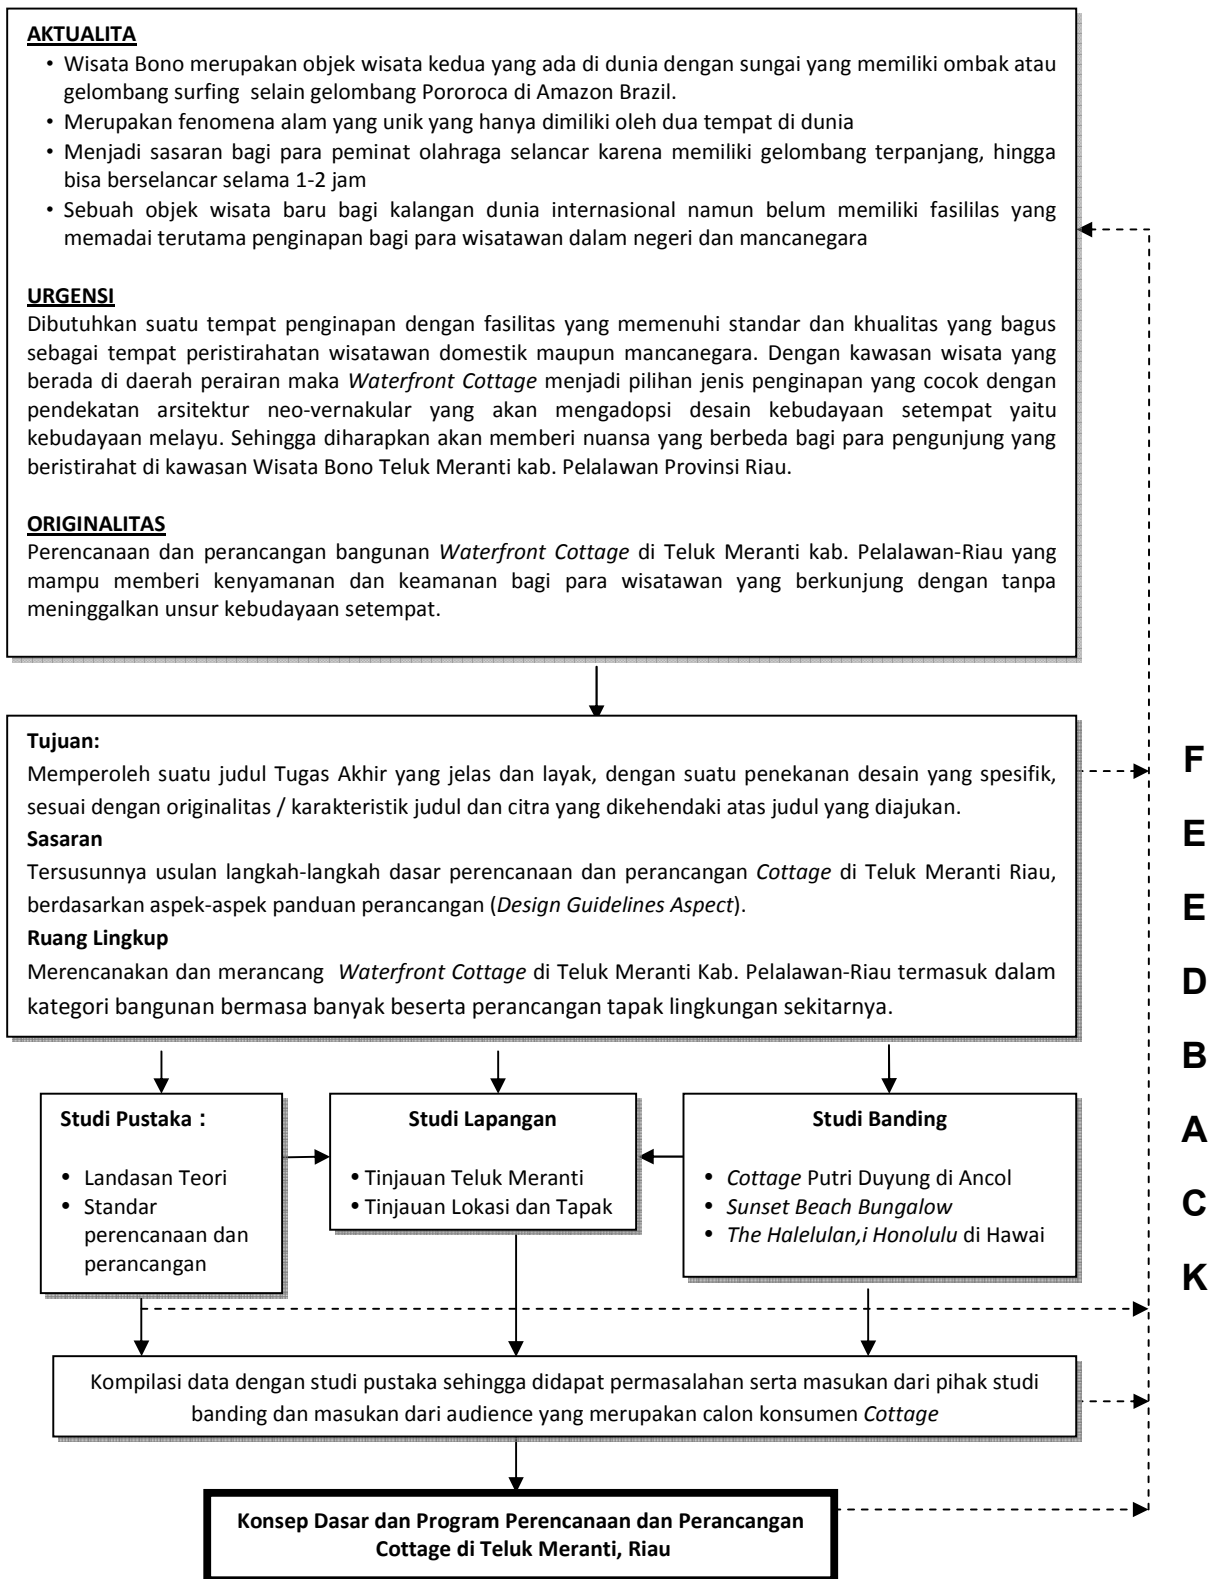 AKTUALITA
• Wisata Bono merupakan objek wisata kedua yang ada di dunia dengan sungai yang memiliki ombak atau
gelombang surfing selain gelombang Pororoca di Amazon Brazil.
• Merupakan fenomena alam yang unik yang hanya dimiliki oleh dua tempat di dunia
• Menjadi sasaran bagi para peminat olahraga selancar karena memiliki gelombang terpanjang, hingga
bisa berselancar selama 1-2 jam
• Sebuah objek wisata baru bagi kalangan dunia internasional namun belum memiliki fasililas yang
memadai terutama penginapan bagi para wisatawan dalam negeri dan mancanegara
URGENSI
Dibutuhkan suatu tempat penginapan dengan fasilitas yang memenuhi standar dan khualitas yang bagus
sebagai tempat peristirahatan wisatawan domestik maupun mancanegara. Dengan kawasan wisata yang
berada di daerah perairan maka Waterfront Cottage menjadi pilihan jenis penginapan yang cocok dengan
pendekatan arsitektur neo-vernakular yang akan mengadopsi desain kebudayaan setempat yaitu
kebudayaan melayu. Sehingga diharapkan akan memberi nuansa yang berbeda bagi para pengunjung yang
beristirahat di kawasan Wisata Bono Teluk Meranti kab. Pelalawan Provinsi Riau.
ORIGINALITAS
Perencanaan dan perancangan bangunan Waterfront Cottage di Teluk Meranti kab. Pelalawan-Riau yang
mampu memberi kenyamanan dan keamanan bagi para wisatawan yang berkunjung dengan tanpa
meninggalkan unsur kebudayaan setempat.
Tujuan:
Memperoleh suatu judul Tugas Akhir yang jelas dan layak, dengan suatu penekanan desain yang spesifik,
sesuai dengan originalitas / karakteristik judul dan citra yang dikehendaki atas judul yang diajukan.
Sasaran
Tersusunnya usulan langkah-langkah dasar perencanaan dan perancangan Cottage di Teluk Meranti Riau,
berdasarkan aspek-aspek panduan perancangan (Design Guidelines Aspect).
Ruang Lingkup
Merencanakan dan merancang Waterfront Cottage di Teluk Meranti Kab. Pelalawan-Riau termasuk dalam
kategori bangunan bermasa banyak beserta perancangan tapak lingkungan sekitarnya.
Studi Pustaka :
• Landasan Teori
• Standar
perencanaan dan
perancangan
Studi Lapangan
• Tinjauan Teluk Meranti
• Tinjauan Lokasi dan Tapak
Studi Banding
• Cottage Putri Duyung di Ancol
• Sunset Beach Bungalow
• The Halelulan,i Honolulu di Hawai
Kompilasi data dengan studi pustaka sehingga didapat permasalahan serta masukan dari pihak studi
banding dan masukan dari audience yang merupakan calon konsumen Cottage
Konsep Dasar dan Program Perencanaan dan Perancangan
Cottage di Teluk Meranti, Riau
F
E
E
D
B
A
C
K